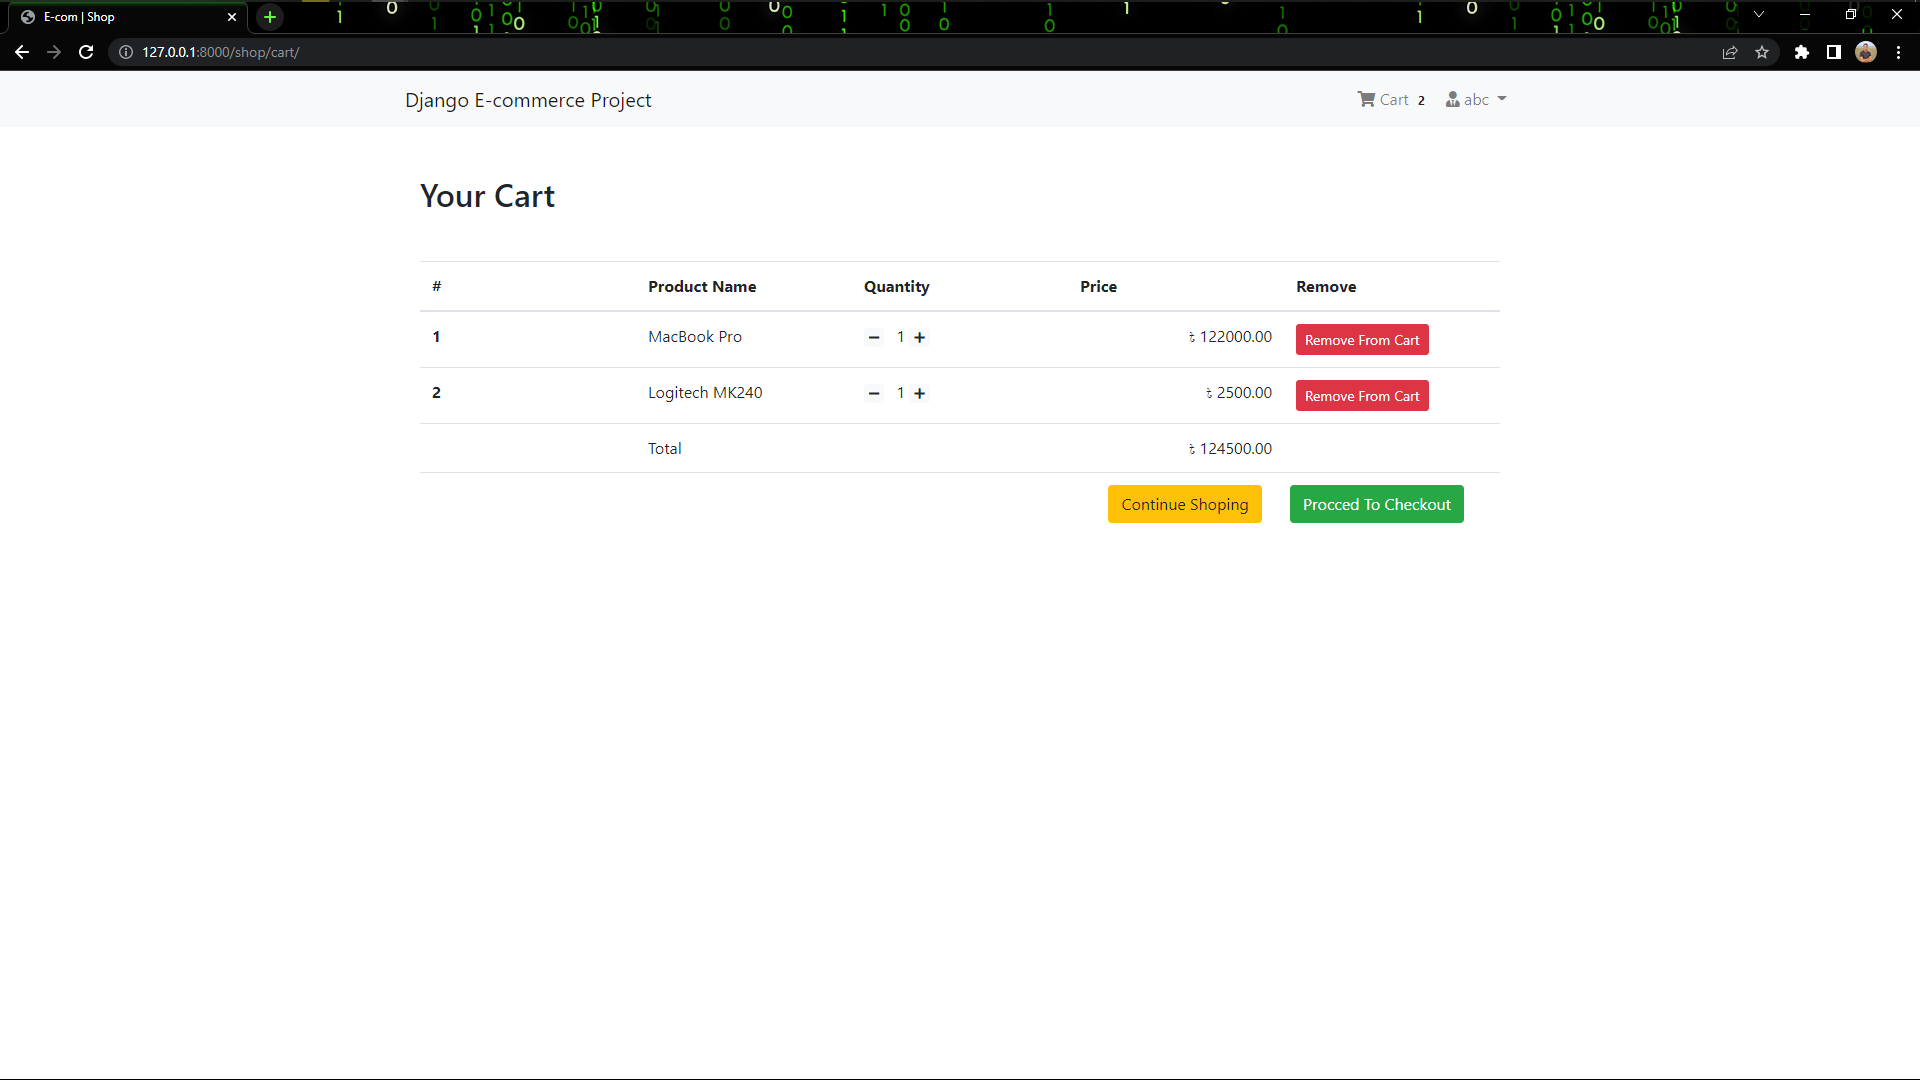 E-com | Shop
127.0.0.1:8000/shop/cart/
Django E-commerce Project
Cart 2
abc
Your Cart
# Product Name Quantity Price Remove
1 MacBook Pro − 1 + ৳ 122000.00 Remove From Cart
2 Logitech MK240 − 1 + ৳ 2500.00 Remove From Cart
Total ৳ 124500.00
Continue Shoping Procced To Checkout